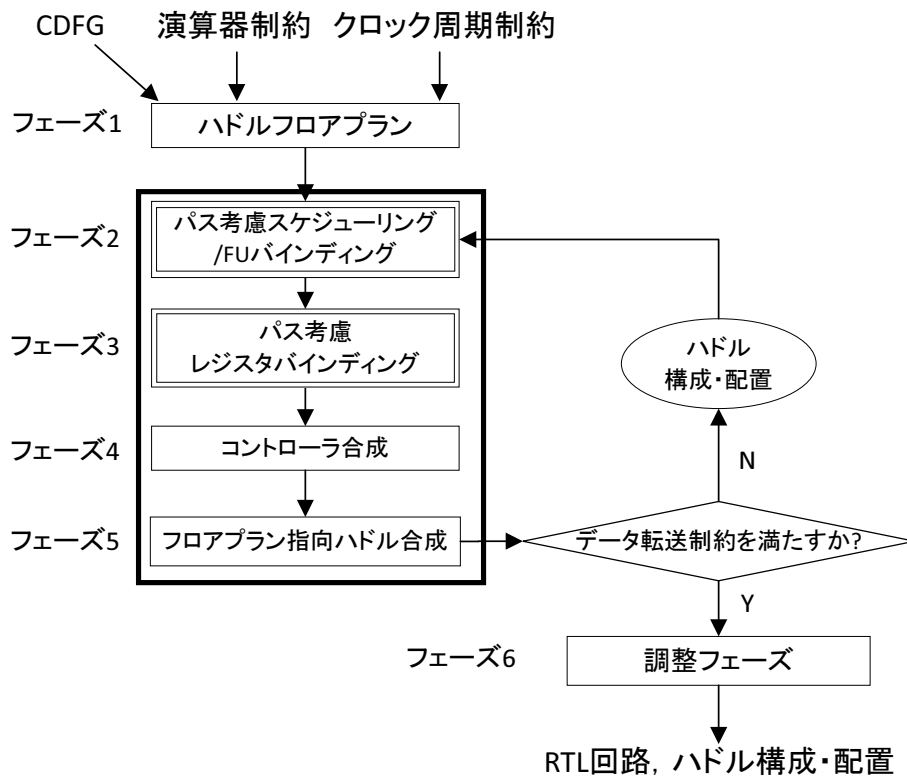 CDFG
演算器制約
クロック周期制約
フェーズ1
ハドルフロアプラン
フェーズ2
パス考慮スケジューリング
/FUバインディング
フェーズ3
パス考慮
レジスタバインディング
ハドル
構成・配置
フェーズ4
コントローラ合成
N
フェーズ5
フロアプラン指向ハドル合成
データ転送制約を満たすか?
Y
フェーズ6
調整フェーズ
RTL回路, ハドル構成・配置